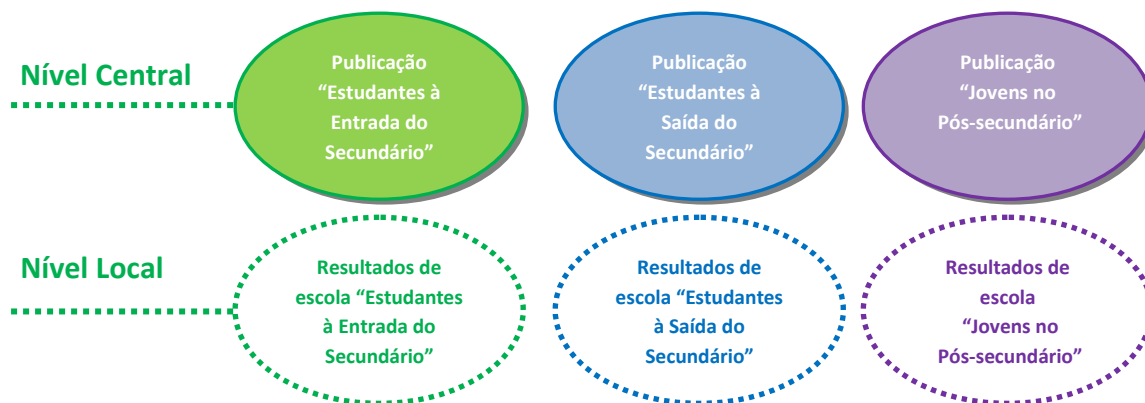 Nível Central
Publicação
“Estudantes à
Entrada do
Secundário”
Publicação
“Estudantes à
Saída do
Secundário”
Publicação
“Jovens no
Pós-secundário”
Nível Local
Resultados de
escola “Estudantes
à Entrada do
Secundário”
Resultados de
escola “Estudantes
à Saída do
Secundário”
Resultados de
escola
“Jovens no
Pós-secundário”